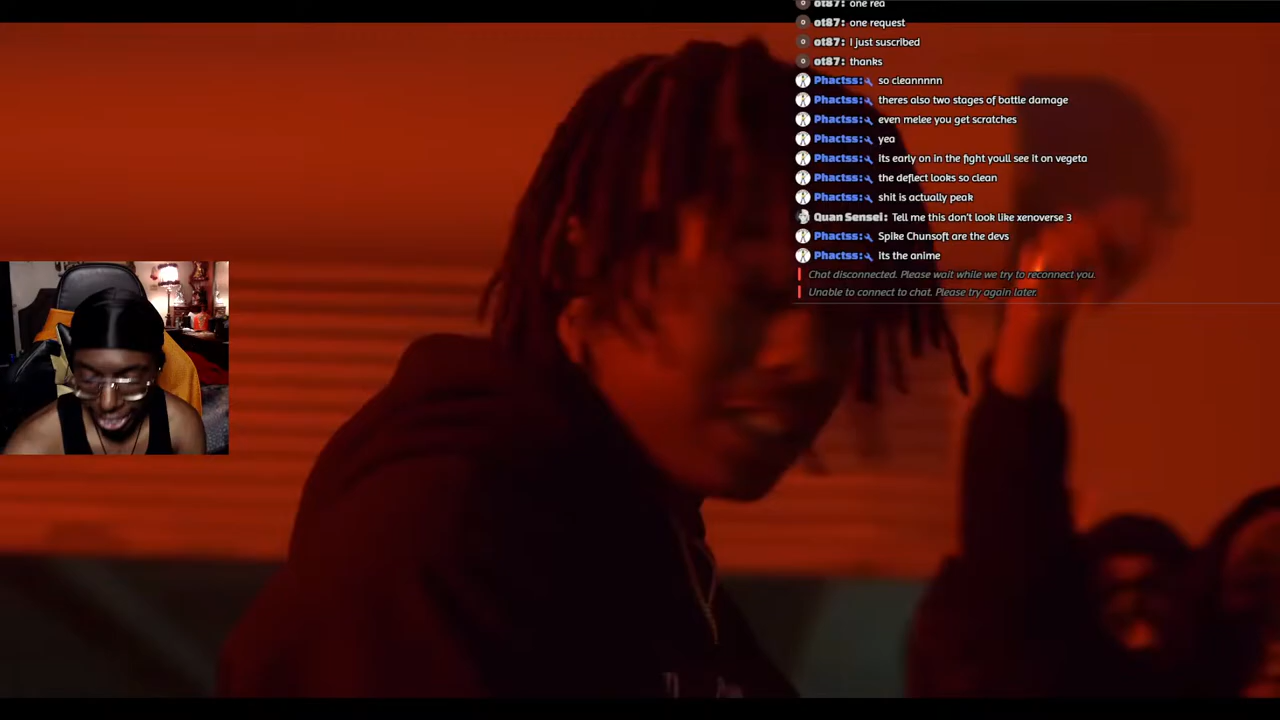 ot87: one rea
ot87: one request
ot87: I just suscribed
ot87: thanks
Phactss: so cleannnnn
Phactss: theres also two stages of battle damage
Phactss: even melee you get scratches
Phactss: yea
Phactss: its early on in the fight youll see it on vegeta
Phactss: the deflect looks so clean
Phactss: shit is actually peak
Quan Sensei: Tell me this don't look like xenoverse 3
Phactss: Spike Chunsoft are the devs
Phactss: Its the anime
Chat disconnected. Please wait while we try to reconnect you.
Unable to connect to chat. Please try again later.